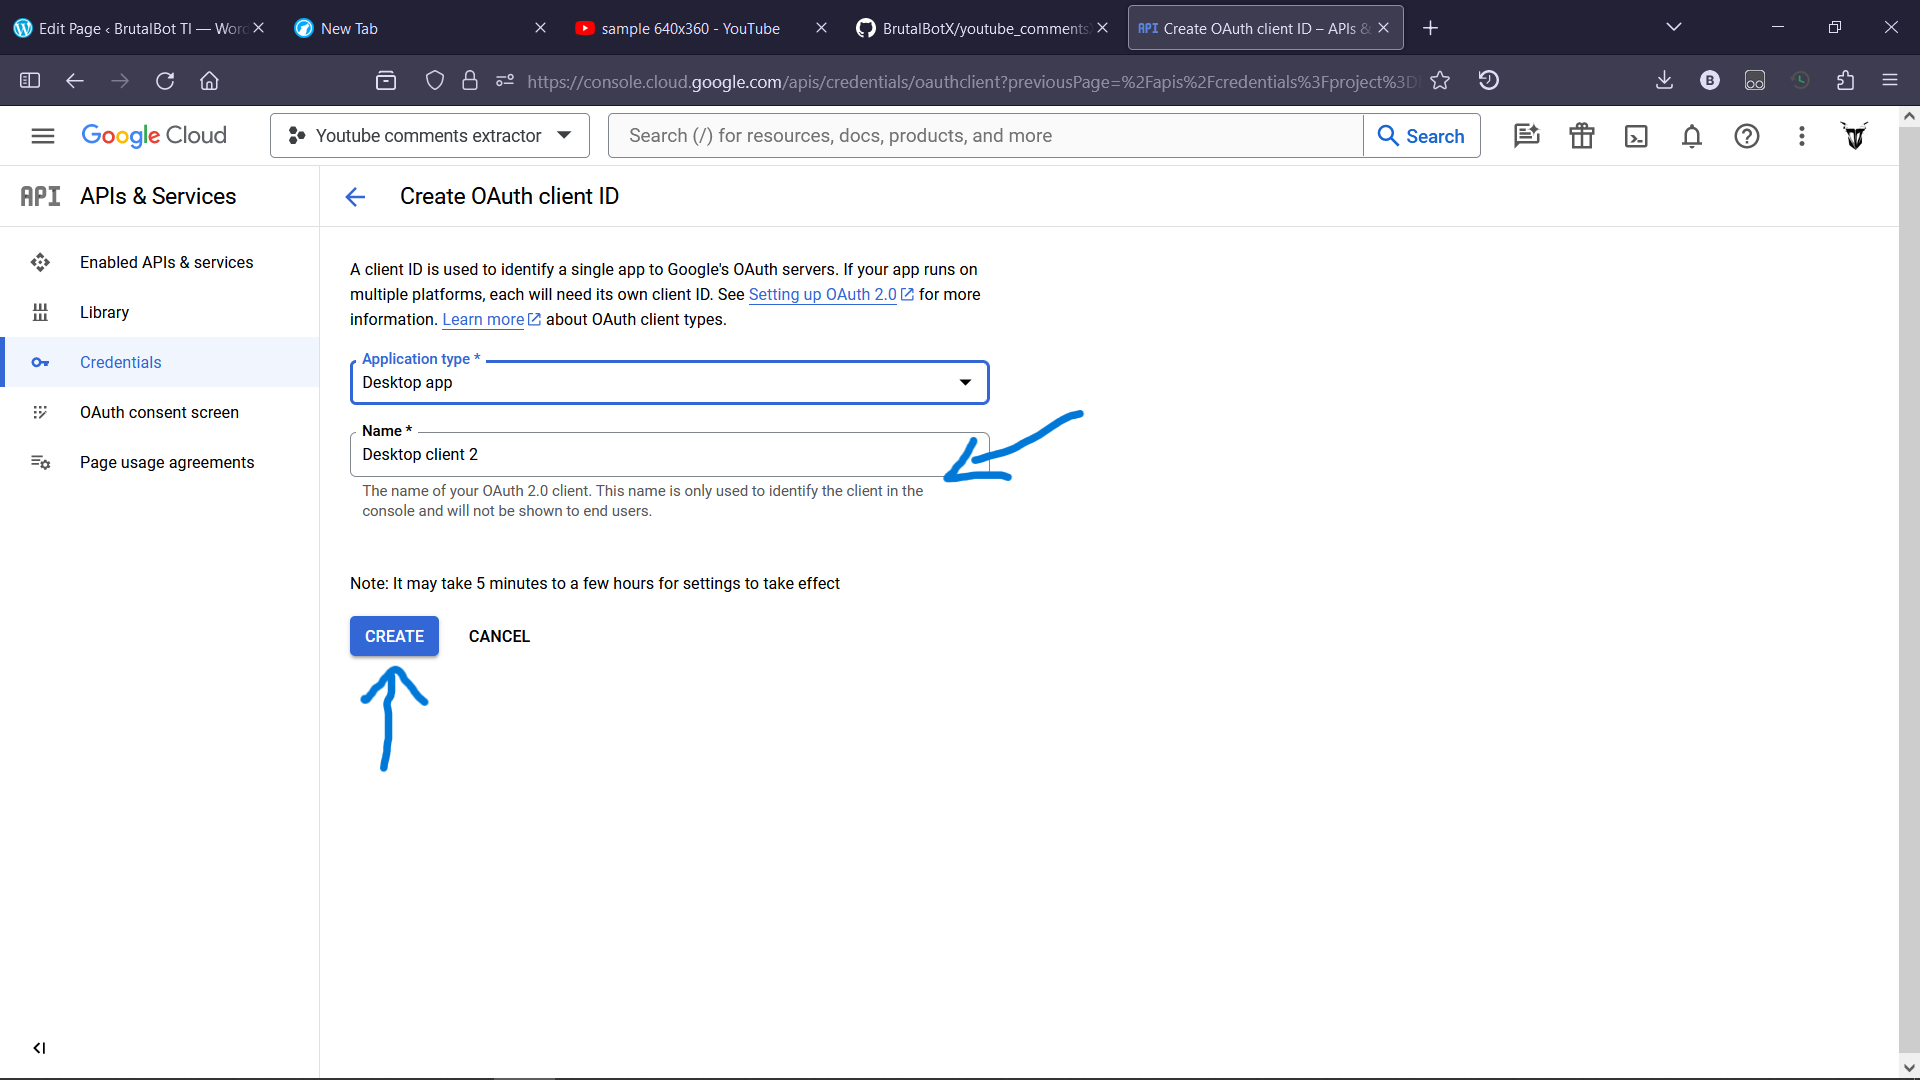 Edit Page ‹ BrutalBot TI — Wor
New Tab
sample 640x360 - YouTube
BrutalBotX/youtube_comments
API Create OAuth client ID – APIs &
https://console.cloud.google.com/apis/credentials/oauthclient?previousPage=%2Fapis%2Fcredentials%3Fproject%3D
B
Google Cloud
Youtube comments extractor
Search (/) for resources, docs, products, and more
Search
API APIs & Services
Create OAuth client ID
Enabled APIs & services
Library
Credentials
OAuth consent screen
Page usage agreements
A client ID is used to identify a single app to Google's OAuth servers. If your app runs on
multiple platforms, each will need its own client ID. See Setting up OAuth 2.0 for more
information. Learn more about OAuth client types.
Application type *
Desktop app
Name *
Desktop client 2
The name of your OAuth 2.0 client. This name is only used to identify the client in the
console and will not be shown to end users.
Note: It may take 5 minutes to a few hours for settings to take effect
CREATE
CANCEL